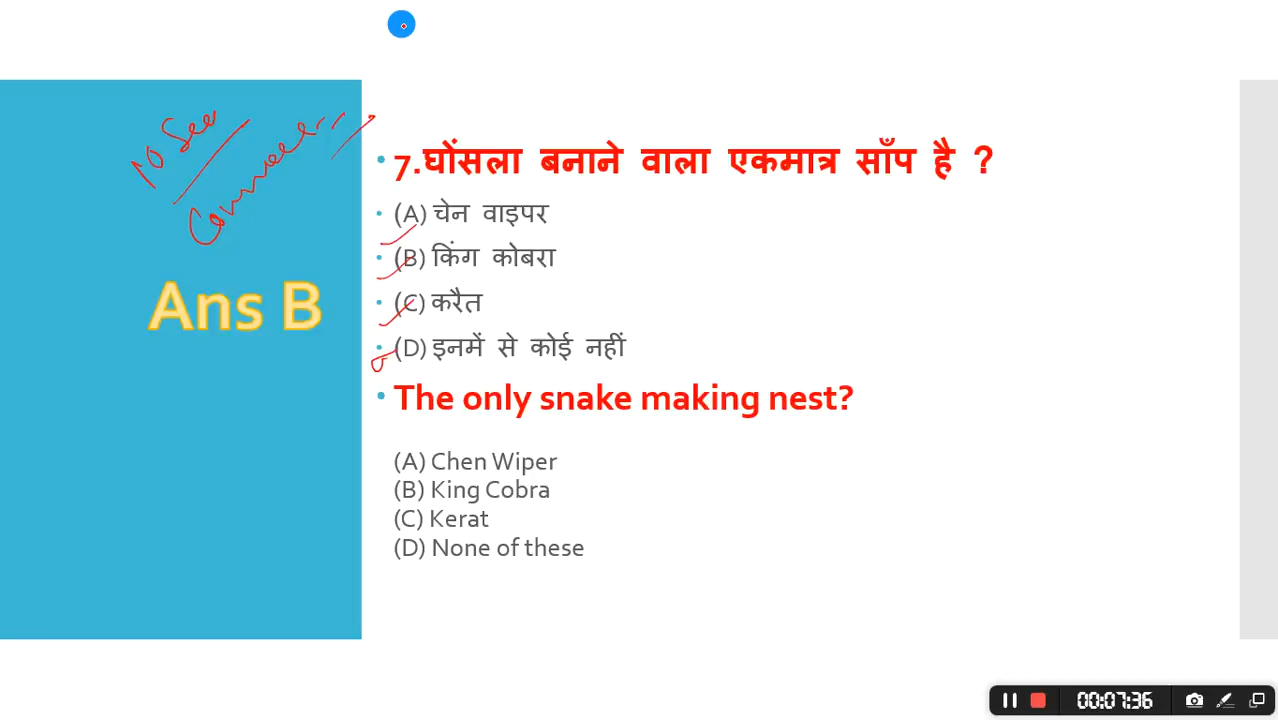 10 Sec
Comment
Ans B
7.घोंसला बनाने वाला एकमात्र साँप है ?
(A) चेन वाइपर
(B) किंग कोबरा
(C) करैत
(D) इनमें से कोई नहीं
The only snake making nest?
(A) Chen Wiper
(B) King Cobra
(C) Kerat
(D) None of these
00:07:36